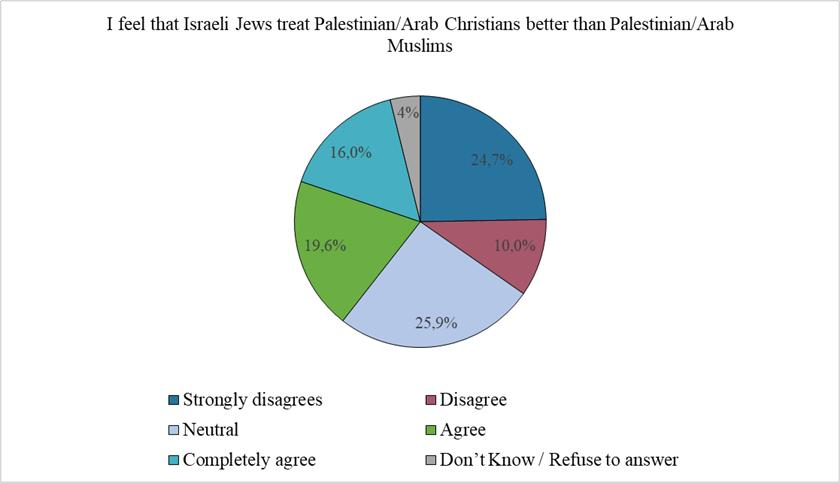 I feel that Israeli Jews treat Palestinian/Arab Christians better than Palestinian/Arab
Muslims
4%
16,0%
24,7%
19,6%
10,0%
25,9%
Strongly disagrees
Disagree
Neutral
Agree
Completely agree
Don’t Know / Refuse to answer